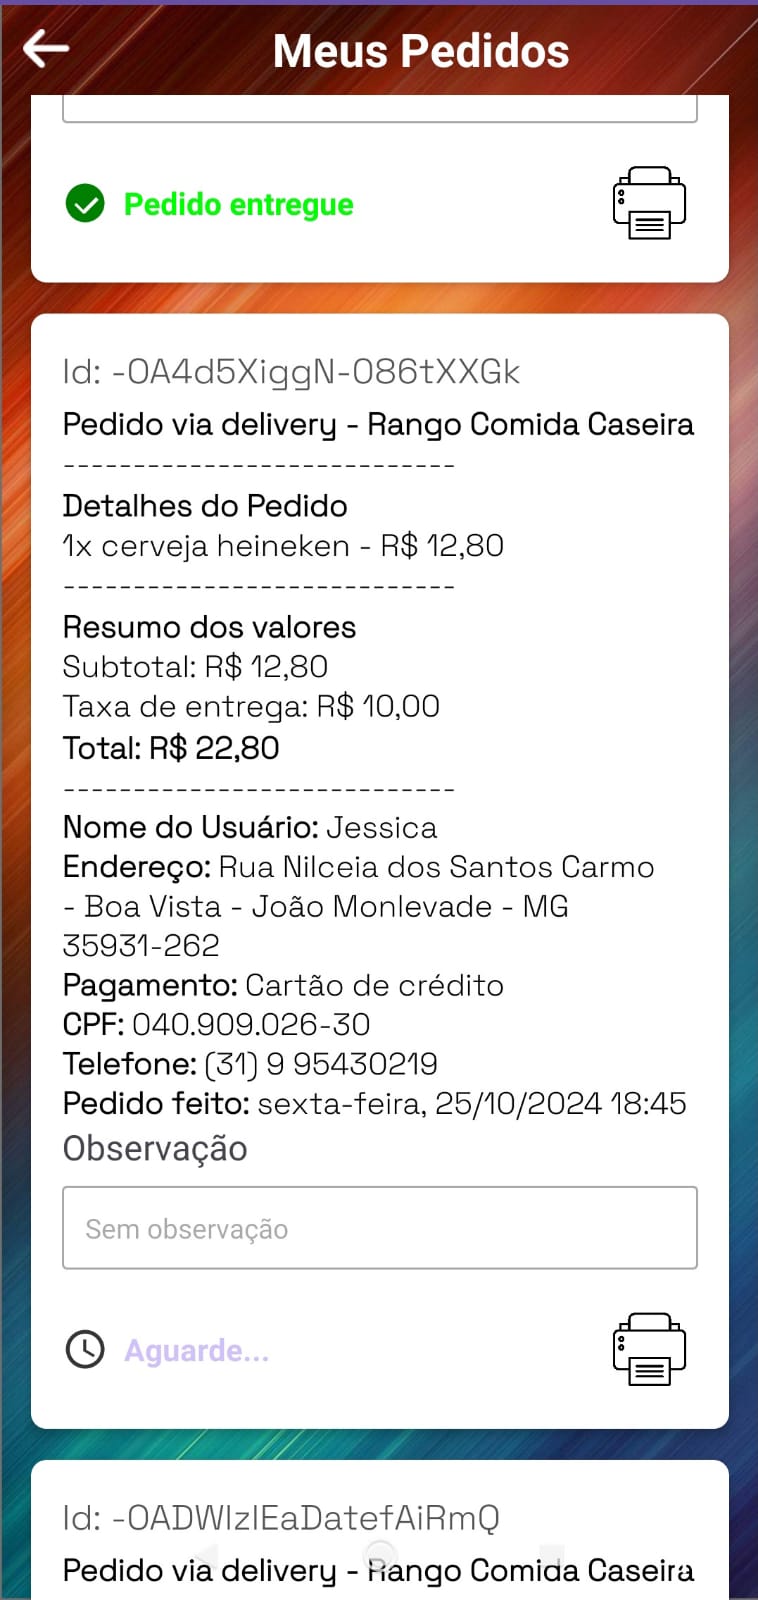 Meus Pedidos
Pedido entregue
Id: -OA4d5XiggN-O86tXXGk
Pedido via delivery - Rango Comida Caseira
----------------------------
Detalhes do Pedido
1x cerveja heineken - R$ 12,80
----------------------------
Resumo dos valores
Subtotal: R$ 12,80
Taxa de entrega: R$ 10,00
Total: R$ 22,80
----------------------------
Nome do Usuário: Jessica
Endereço: Rua Nilceia dos Santos Carmo
- Boa Vista - João Monlevade - MG
35931-262
Pagamento: Cartão de crédito
CPF: 040.909.026-30
Telefone: (31) 9 95430219
Pedido feito: sexta-feira, 25/10/2024 18:45
Observação
Sem observação
Aguarde...
Id: -OADWIzIEaDatefAiRmQ
Pedido via delivery - Rango Comida Caseira